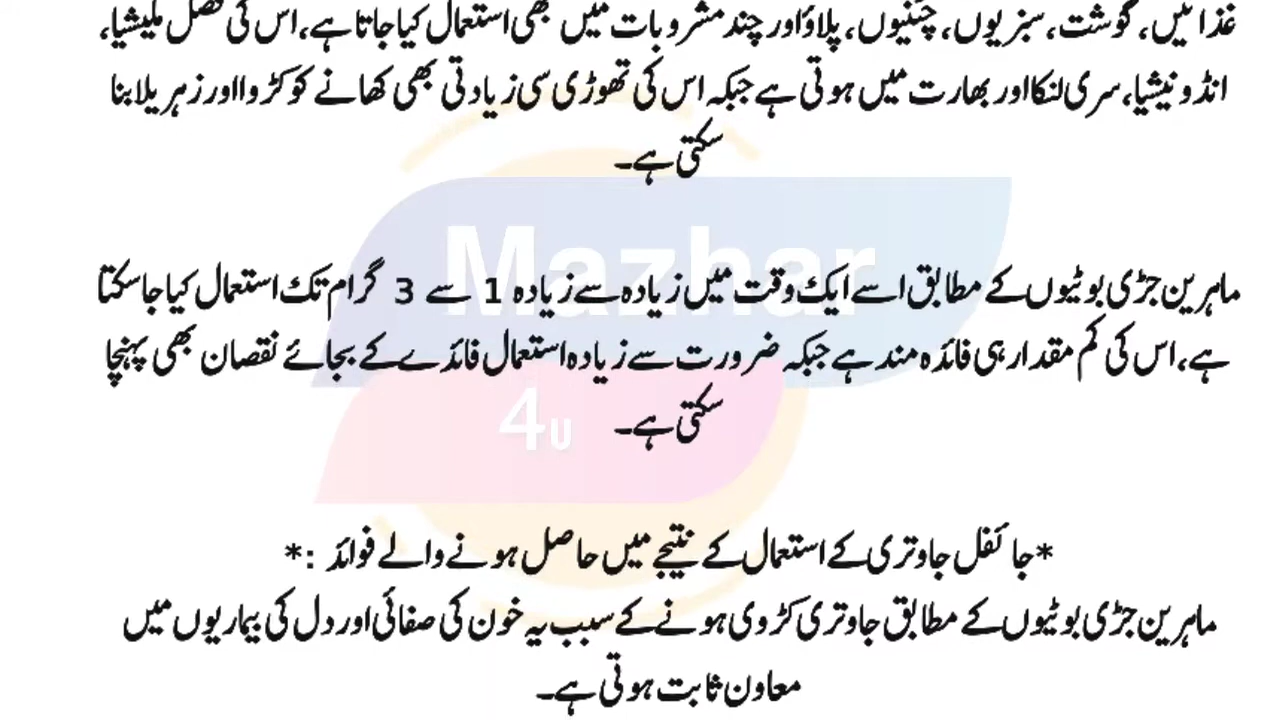 غذائیں، گوشت، سبزیوں، چٹنیوں، پلاؤ اور چند مشروبات میں بھی استعمال کیا جاتا ہے، اس کی فصل ملیشیا،
انڈونیشیا، سری لنکا اور بھارت میں ہوتی ہے جبکہ اس کی تھوڑی سی زیادتی بھی کھانے کو کڑوا اور زہریلا بنا
سکتی ہے۔
Mazhar
ماہرین جڑی بوٹیوں کے مطابق اسے ایک وقت میں زیادہ سے زیادہ 1 سے 3 گرام تک استعمال کیا جا سکتا
ہے، اس کی کم مقدار ہی فائدہ مند ہے جبکہ ضرورت سے زیادہ استعمال فائدے کے بجائے نقصان بھی پہنچا
سکتی ہے۔
4U
*جائفل جاوتری کے استعمال کے نتیجے میں حاصل ہونے والے فوائد :*
ماہرین جڑی بوٹیوں کے مطابق جاوتری کڑوی ہونے کے سبب یہ خون کی صفائی اور دل کی بیماریوں میں
معاون ثابت ہوتی ہے۔